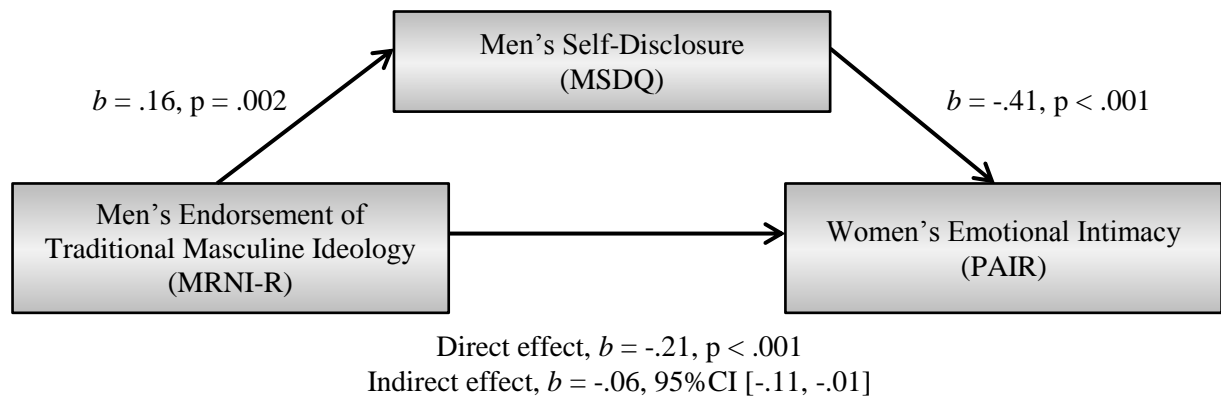 Men’s Self-Disclosure
(MSDQ)
b = .16, p = .002
b = -.41, p < .001
Men’s Endorsement of
Traditional Masculine Ideology
(MRNI-R)
Women’s Emotional Intimacy
(PAIR)
Direct effect, b = -.21, p < .001
Indirect effect, b = -.06, 95%CI [-.11, -.01]